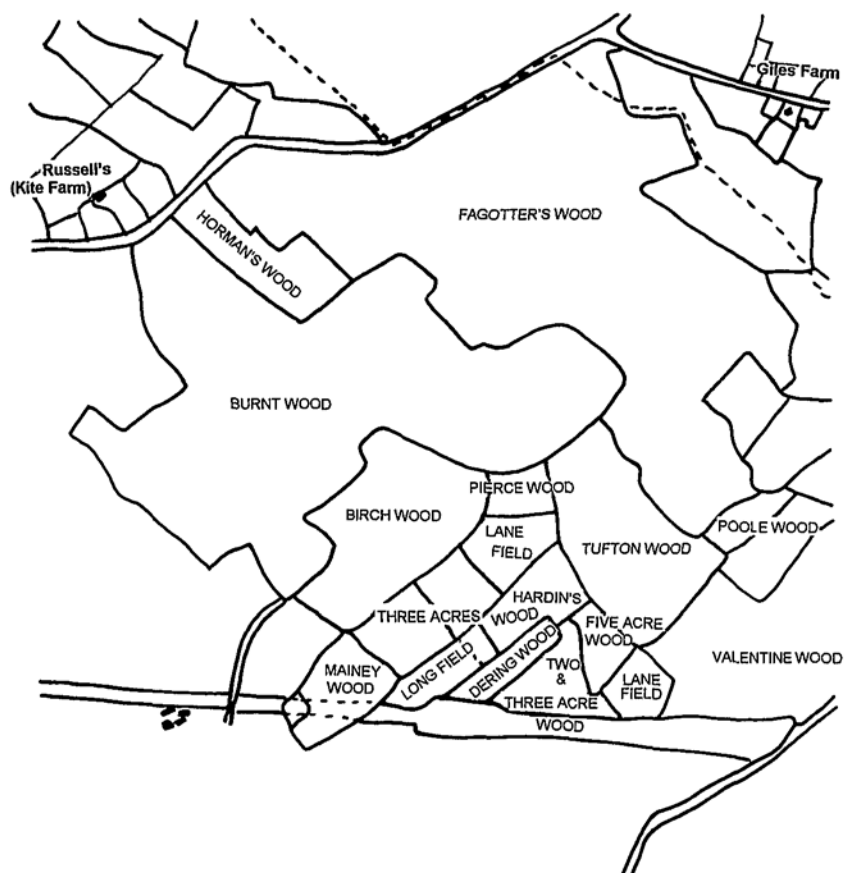 Giles Farm
Russell's
(Kite Farm)
HORMAN'S WOOD
FAGOTTER'S WOOD
BURNT WOOD
PIERCE WOOD
BIRCH WOOD
LANE
FIELD
TUFTON WOOD
POOLE WOOD
HARDIN'S
WOOD
THREE ACRES
FIVE ACRE
WOOD
MAINEY
WOOD
LONG FIELD
DERING WOOD
TWO
&
THREE ACRE
WOOD
LANE
FIELD
VALENTINE WOOD